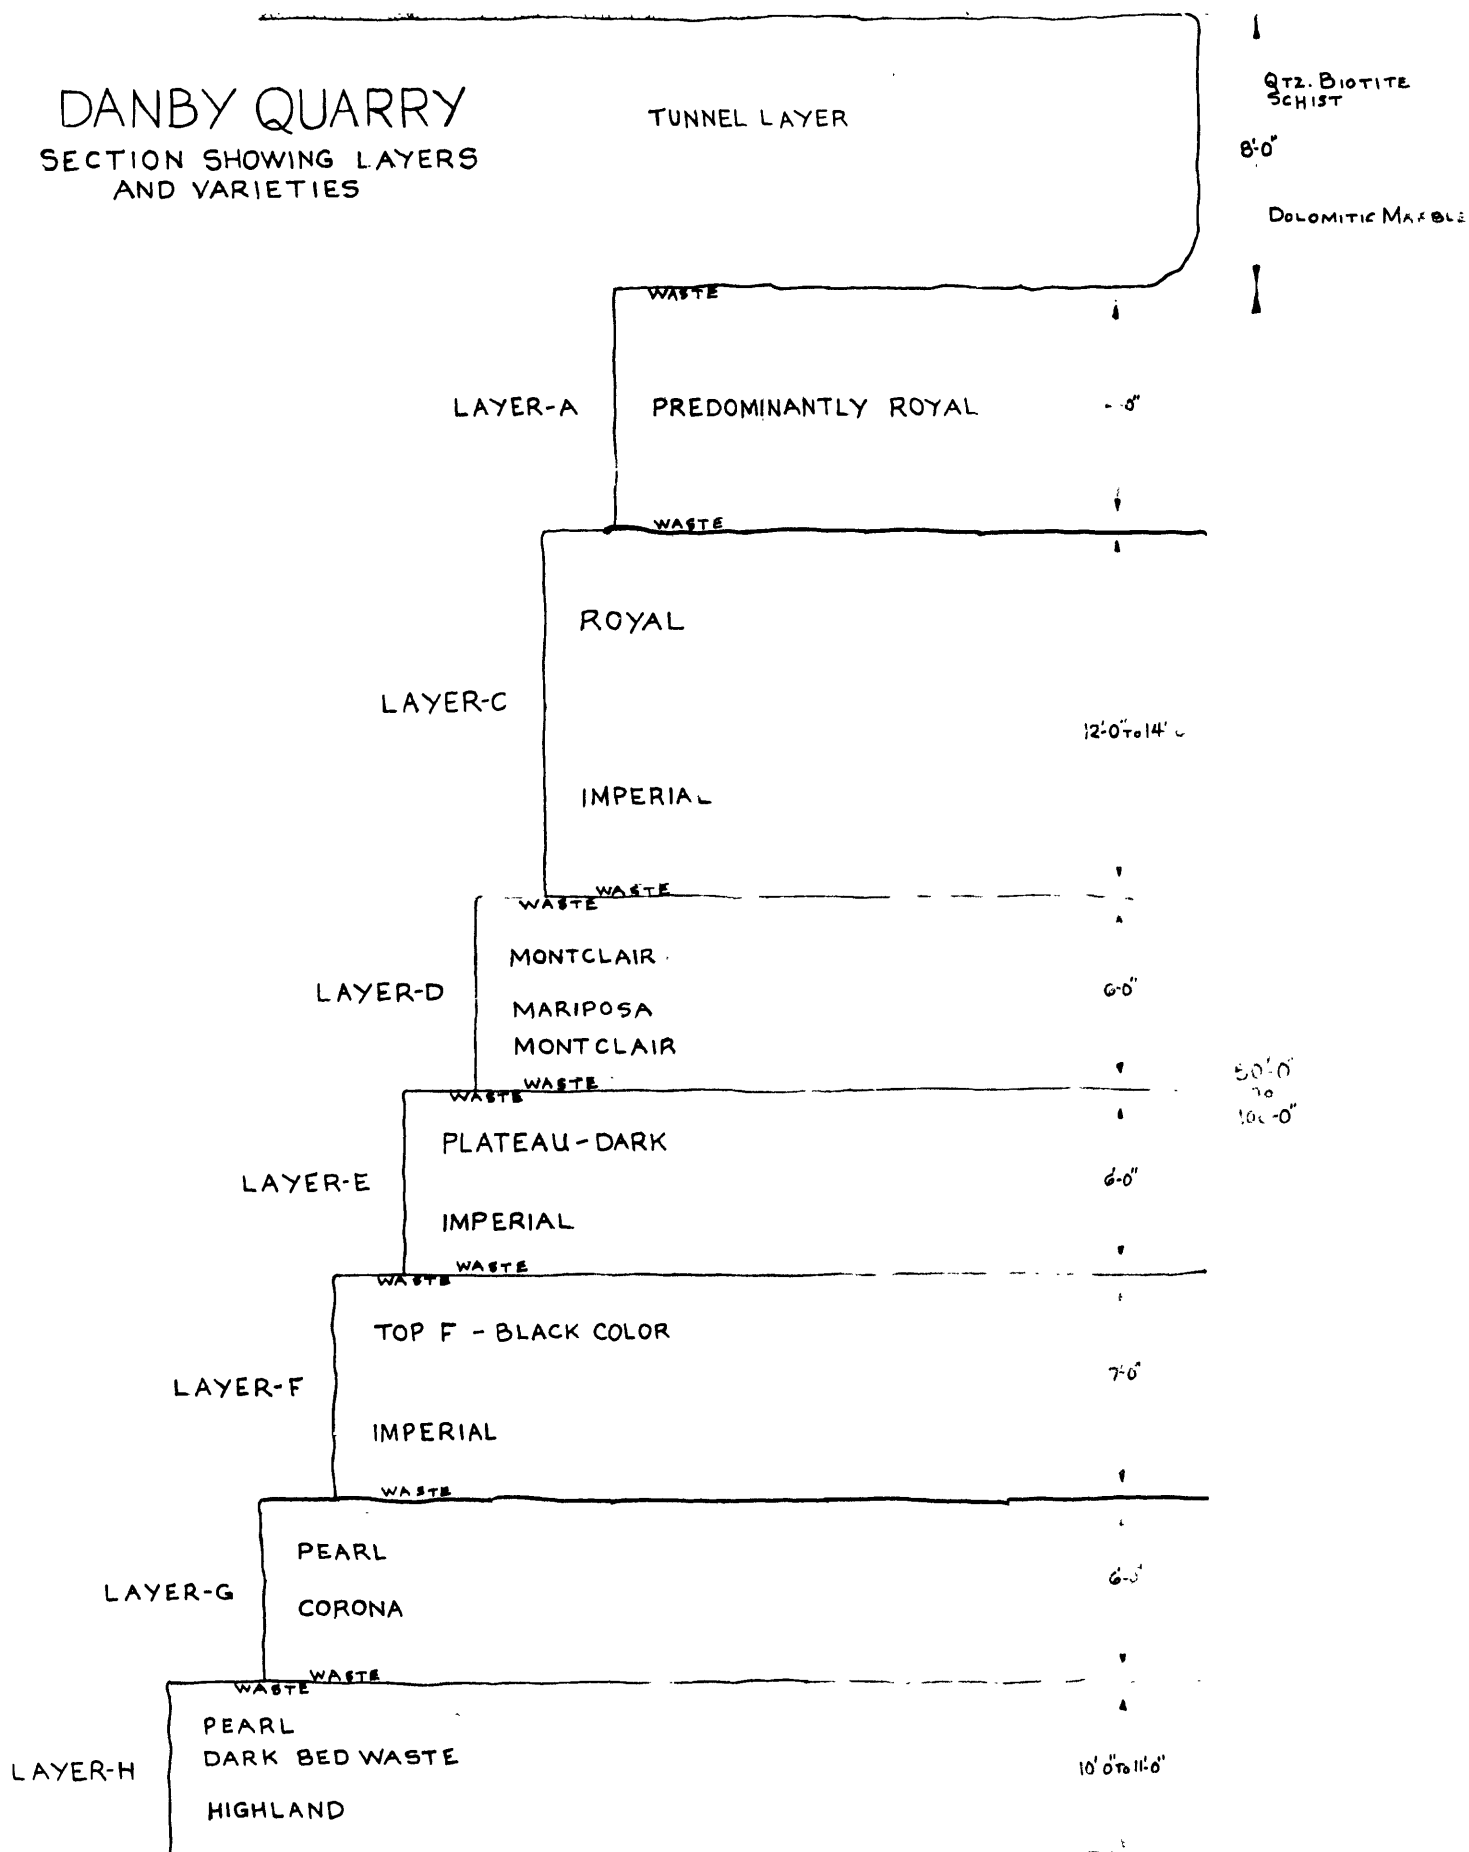 DANBY QUARRY
SECTION SHOWING LAYERS
AND VARIETIES
TUNNEL LAYER
QTZ. BIOTITE
SCHIST
8'-0"
DOLOMITIC MARBLE
WASTE
LAYER-A
PREDOMINANTLY ROYAL
WASTE
ROYAL
LAYER-C
12'-0" TO 14'
IMPERIAL
WASTE
WASTE
MONTCLAIR
LAYER-D
6'-0"
MARIPOSA
MONTCLAIR
WASTE
WASTE
50'-0"
TO
PLATEAU-DARK
LAYER-E
6'-0"
IMPERIAL
WASTE
WASTE
TOP F - BLACK COLOR
LAYER-F
7'-0"
IMPERIAL
WASTE
PEARL
LAYER-G
CORONA
WASTE
WASTE
PEARL
DARK BED WASTE
LAYER-H
10' 0" TO 11'-0"
HIGHLAND